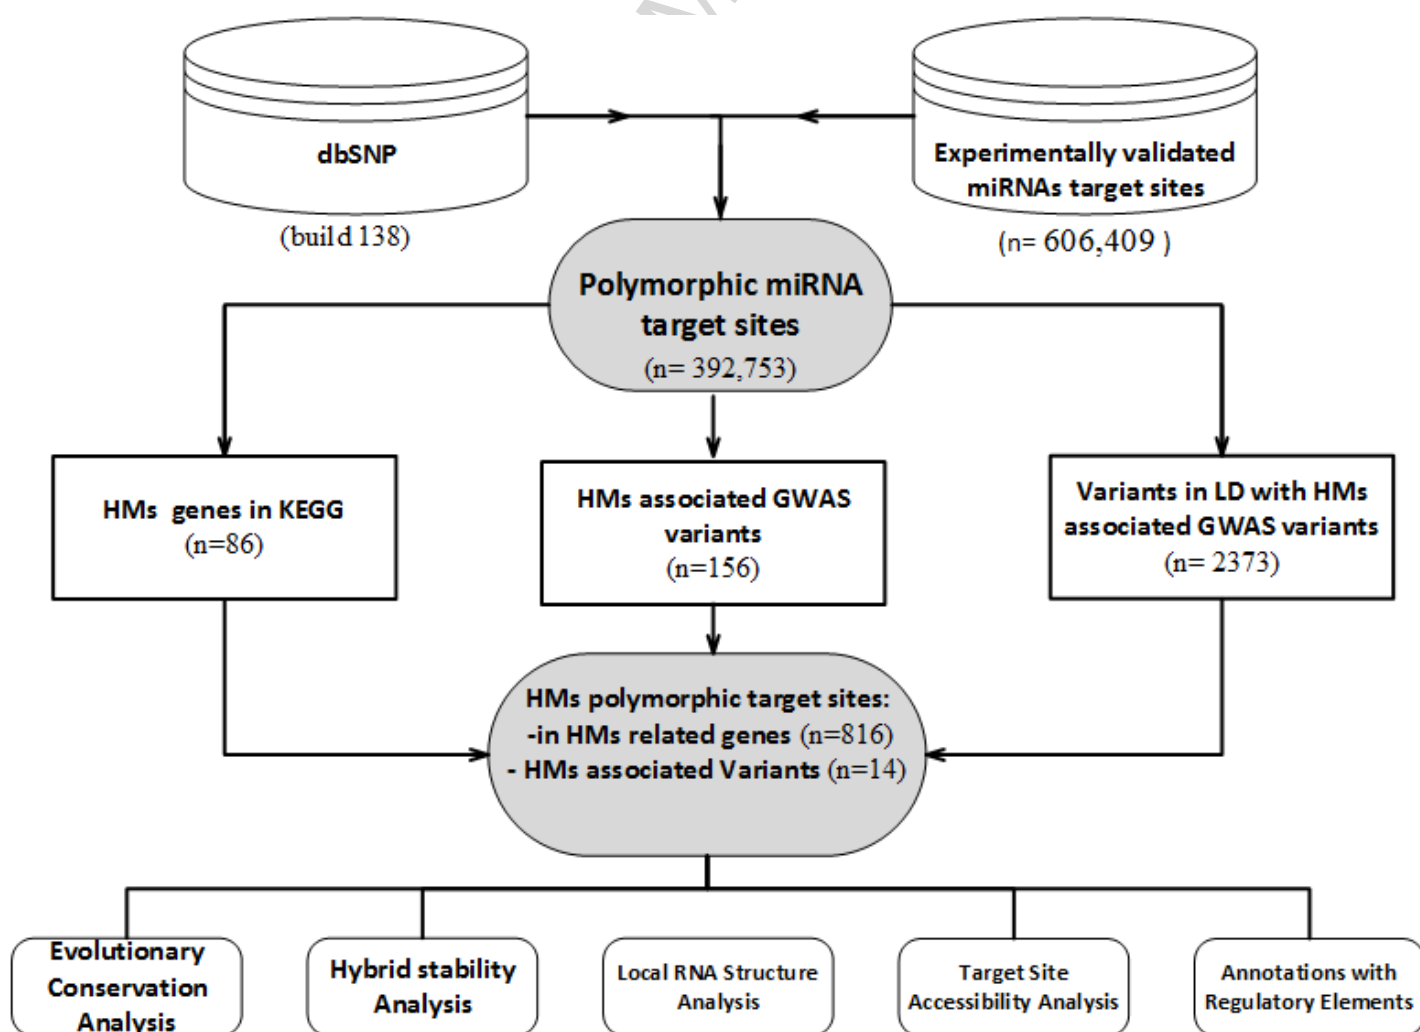 dbSNP
(build 138)
Experimentally validated
miRNAs target sites
(n= 606,409 )
Polymorphic miRNA
target sites
(n= 392,753)
HMs genes in KEGG
(n=86)
HMs associated GWAS
variants
(n=156)
Variants in LD with HMs
associated GWAS variants
(n= 2373)
HMs polymorphic target sites:
-in HMs related genes (n=816)
- HMs associated Variants (n=14)
Evolutionary
Conservation
Analysis
Hybrid stability
Analysis
Local RNA Structure
Analysis
Target Site
Accessibility Analysis
Annotations with
Regulatory Elements